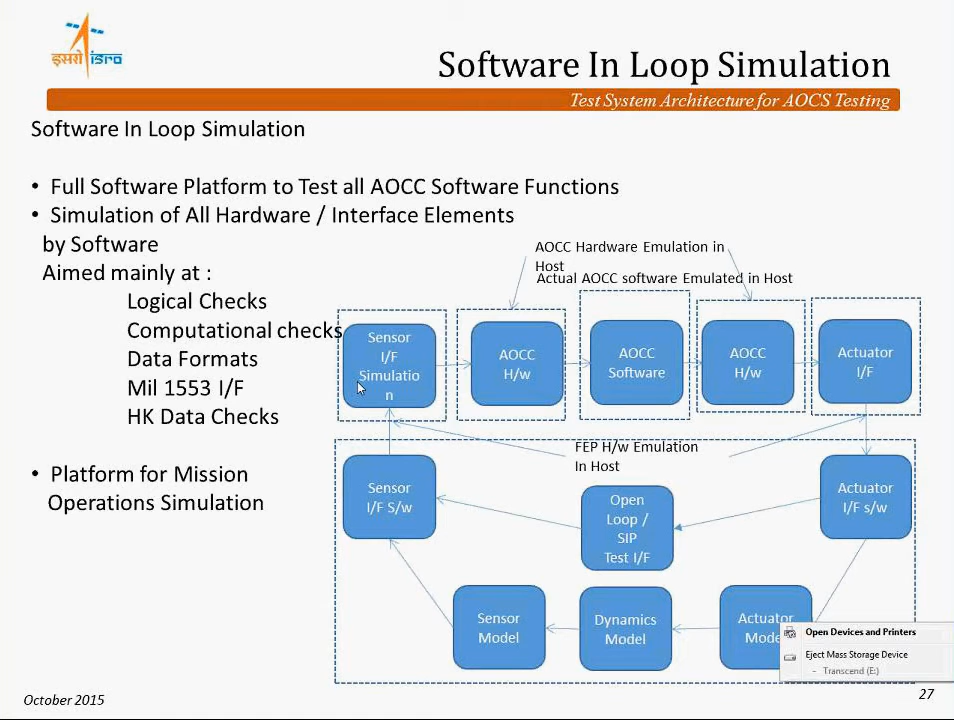 इसरो isro
Software In Loop Simulation
Test System Architecture for AOCS Testing
Software In Loop Simulation
• Full Software Platform to Test all AOCC Software Functions
• Simulation of All Hardware / Interface Elements
by Software
Aimed mainly at :
Logical Checks
Computational checks
Data Formats
Mil 1553 I/F
HK Data Checks
• Platform for Mission
Operations Simulation
AOCC Hardware Emulation in
Host
Actual AOCC software Emulated in Host
Sensor
I/F
Simulatio
n
AOCC
H/w
AOCC
Software
AOCC
H/w
Actuator
I/F
FEP H/w Emulation
In Host
Sensor
I/F S/w
Open
Loop /
SIP
Test I/F
Actuator
I/F s/w
Sensor
Model
Dynamics
Model
Actuator
Mode
Open Devices and Printers
Eject Mass Storage Device
- Transcend (E:)
October 2015
27